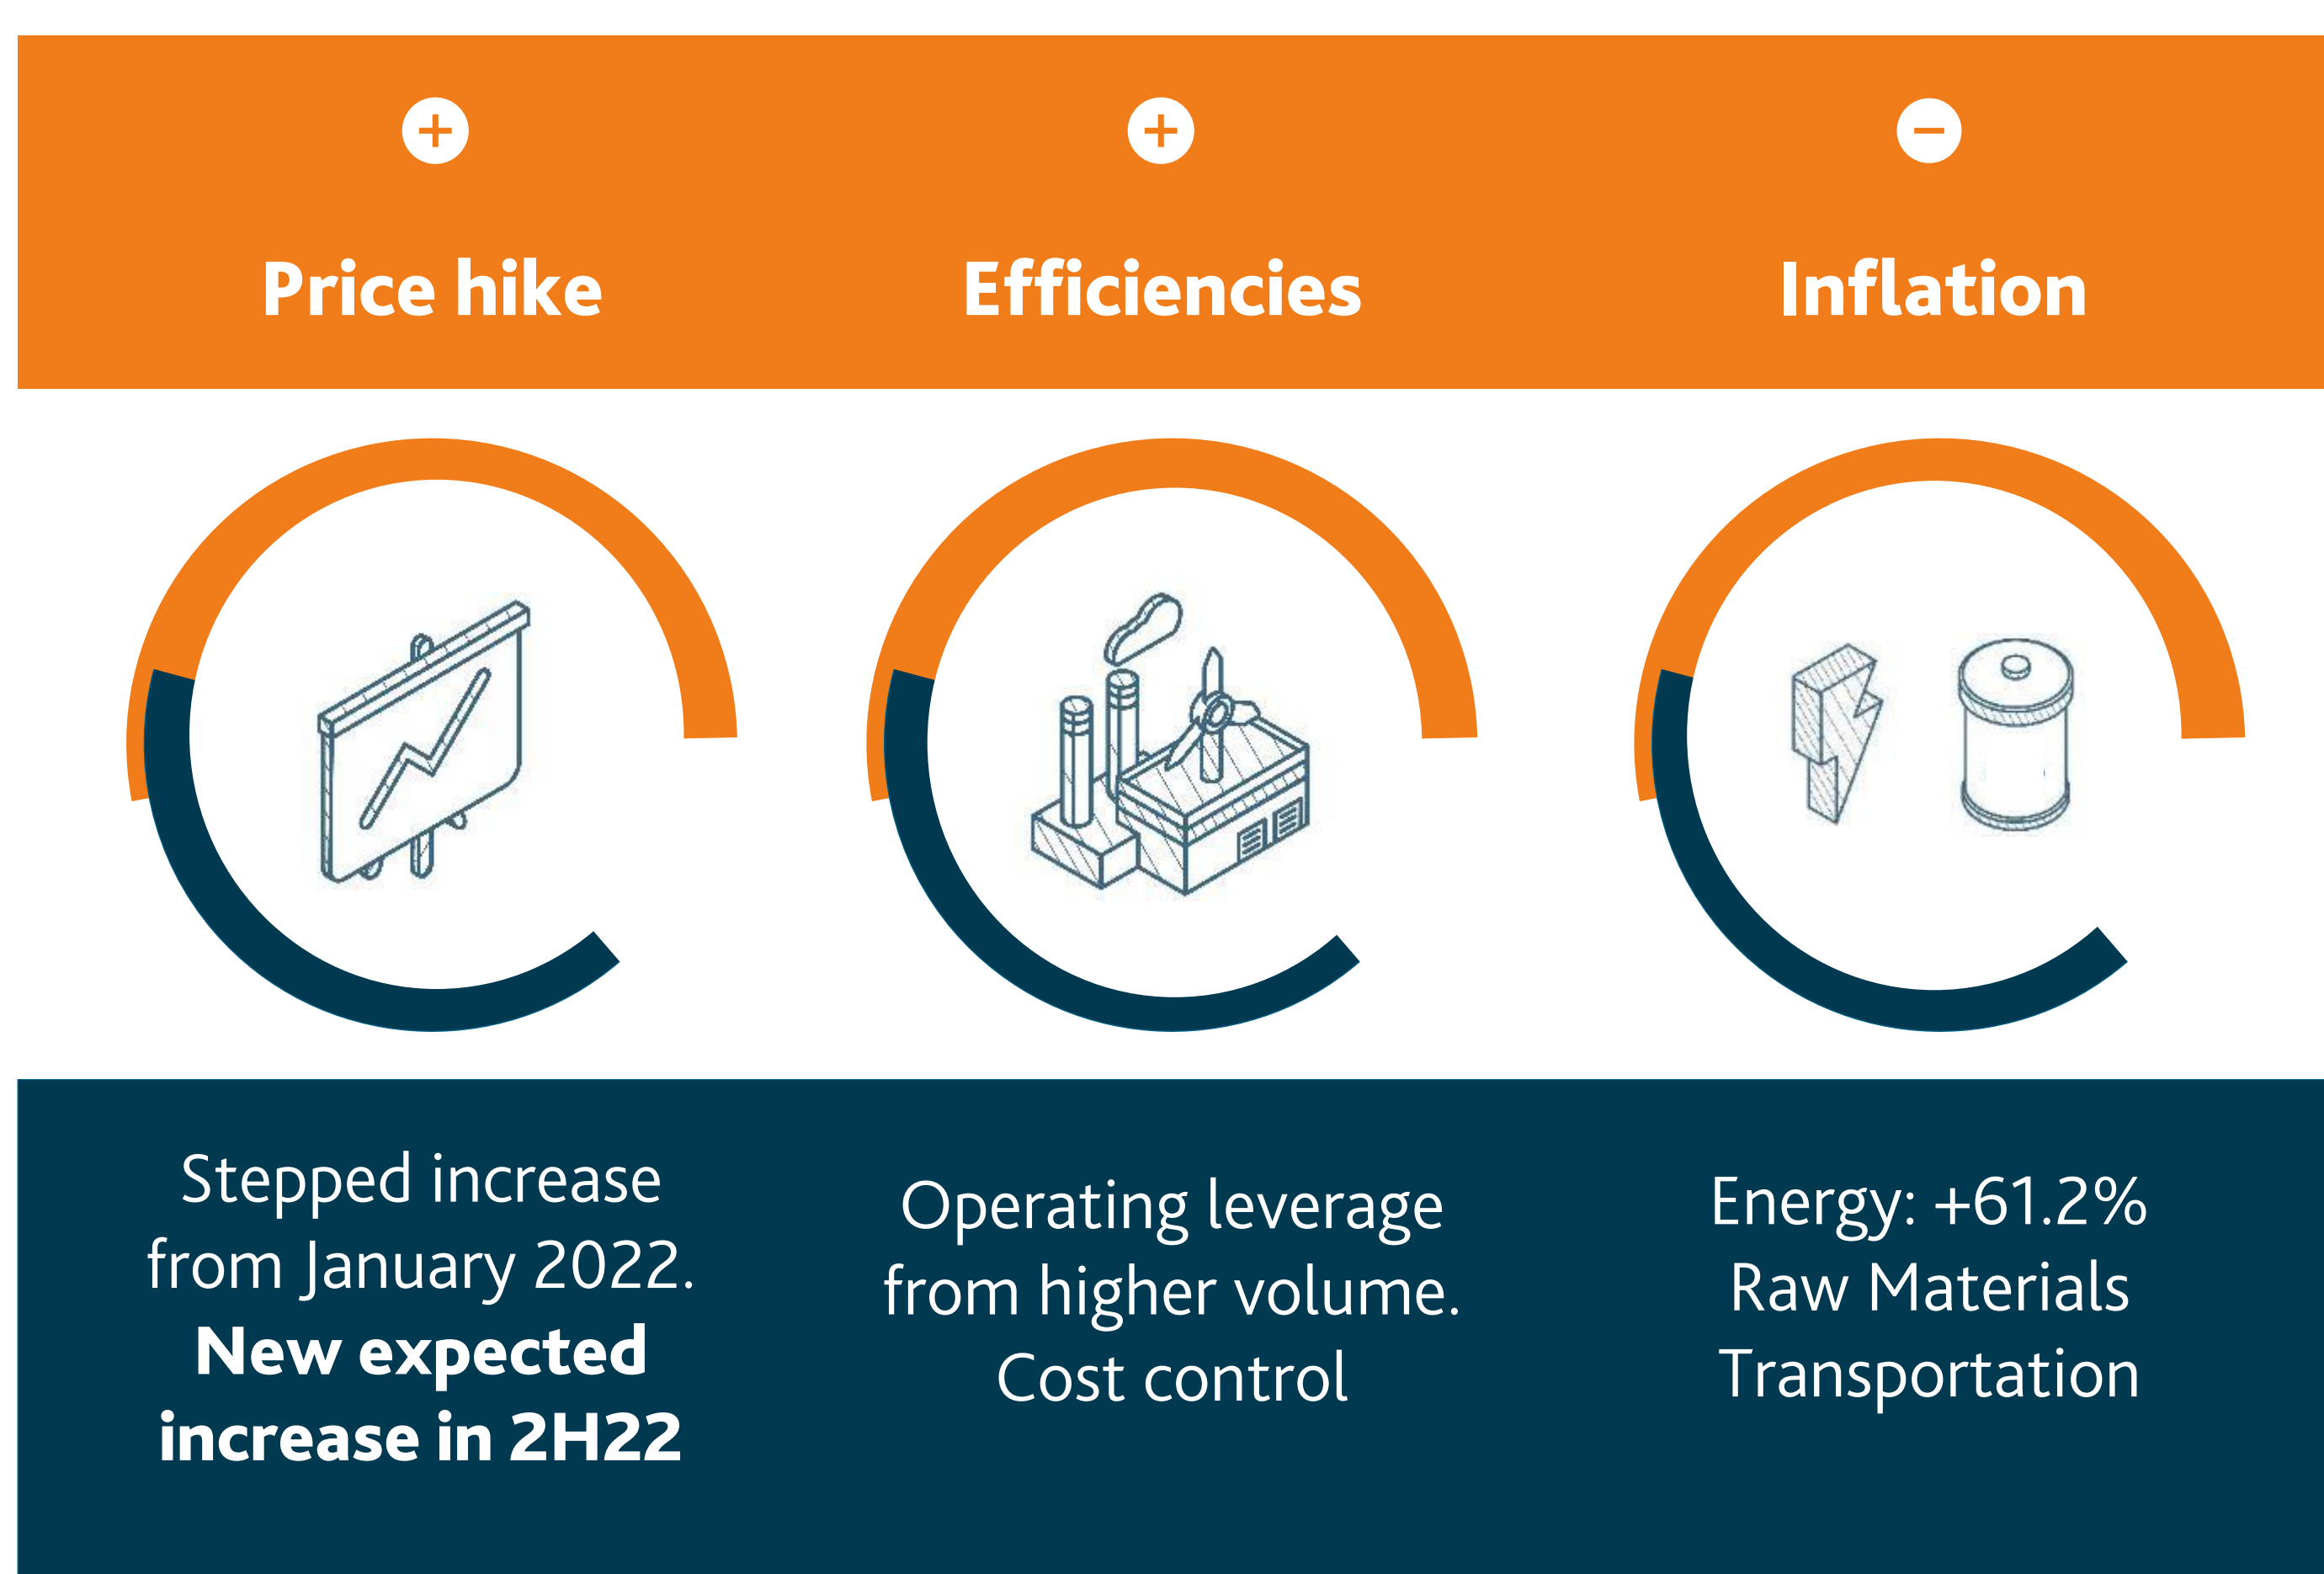 +
Price hike
+
Efficiencies
−
Inflation
Stepped increase
from January 2022.
New expected
increase in 2H22
Operating leverage
from higher volume.
Cost control
Energy: +61.2%
Raw Materials
Transportation